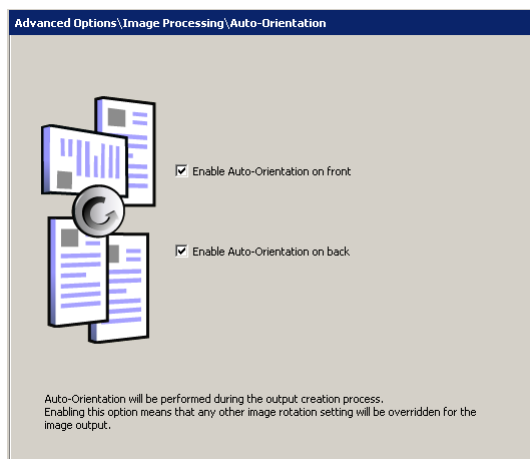 Advanced Options\Image Processing\Auto-Orientation
Enable Auto-Orientation on front
Enable Auto-Orientation on back
Auto-Orientation will be performed during the output creation process.
Enabling this option means that any other image rotation setting will be overridden for the
image output.